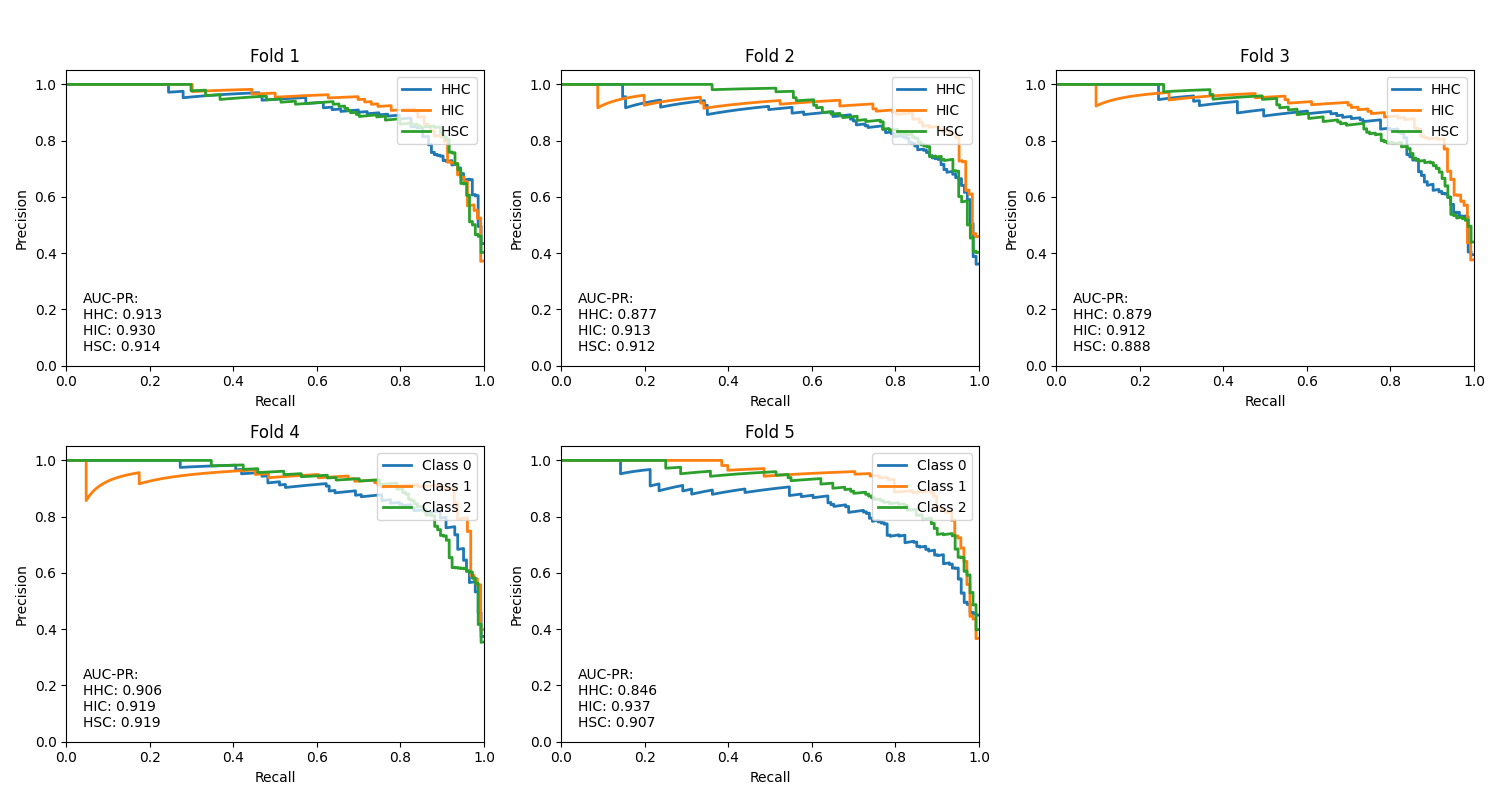 Fold 1
1.0
0.8
0.6
0.4
0.2
0.0
Precision
HHC
HIC
HSC
AUC-PR:
HHC: 0.913
HIC: 0.930
HSC: 0.914
0.0 0.2 0.4 0.6 0.8 1.0
Recall
Fold 2
1.0
0.8
0.6
0.4
0.2
0.0
Precision
HHC
HIC
HSC
AUC-PR:
HHC: 0.877
HIC: 0.913
HSC: 0.912
0.0 0.2 0.4 0.6 0.8 1.0
Recall
Fold 3
1.0
0.8
0.6
0.4
0.2
0.0
Precision
HHC
HIC
HSC
AUC-PR:
HHC: 0.879
HIC: 0.912
HSC: 0.888
0.0 0.2 0.4 0.6 0.8 1.0
Recall
Fold 4
1.0
0.8
0.6
0.4
0.2
0.0
Precision
Class 0
Class 1
Class 2
AUC-PR:
HHC: 0.906
HIC: 0.919
HSC: 0.919
0.0 0.2 0.4 0.6 0.8 1.0
Recall
Fold 5
1.0
0.8
0.6
0.4
0.2
0.0
Precision
Class 0
Class 1
Class 2
AUC-PR:
HHC: 0.846
HIC: 0.937
HSC: 0.907
0.0 0.2 0.4 0.6 0.8 1.0
Recall